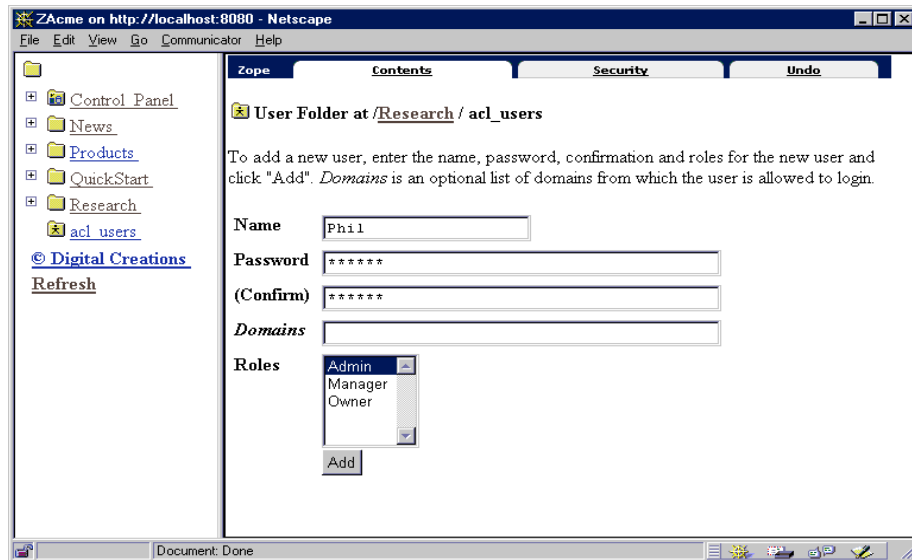 ZAcme on http://localhost:8080 - Netscape
File Edit View Go Communicator Help
Control_Panel
News
Products
QuickStart
Research
acl_users
© Digital Creations
Refresh
Zope Contents Security Undo
User Folder at /Research / acl_users
To add a new user, enter the name, password, confirmation and roles for the new user and
click "Add". Domains is an optional list of domains from which the user is allowed to login.
Name Phil
Password ******
(Confirm) ******
Domains
Roles Admin
Manager
Owner
Add
Document: Done